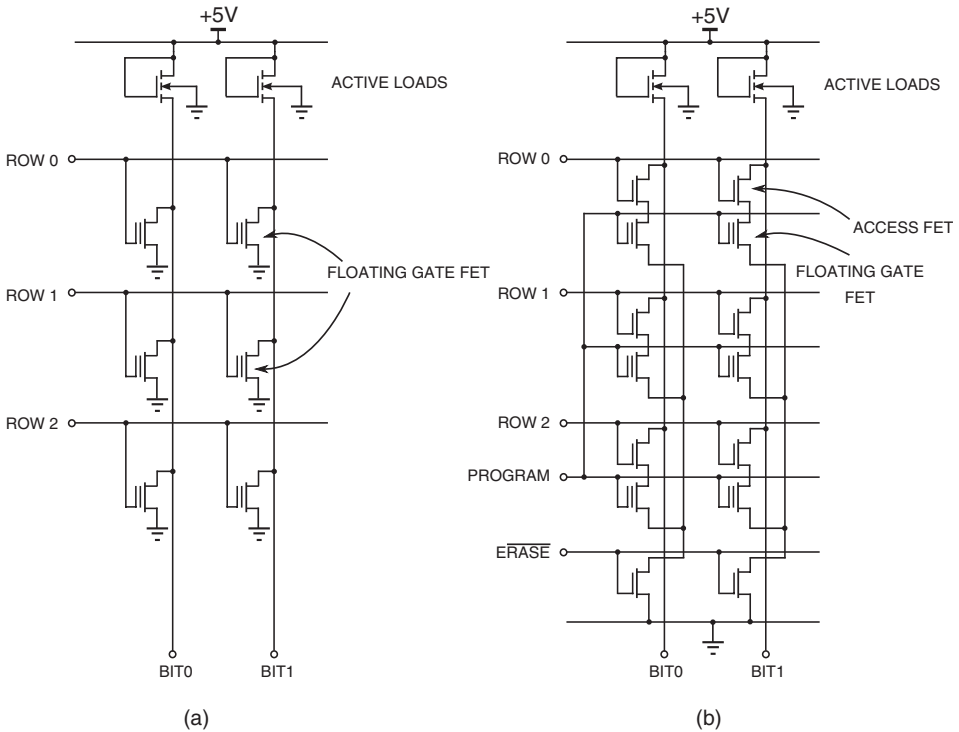 +5V
ACTIVE LOADS
ROW 0
FLOATING GATE FET
ROW 1
ROW 2
BIT0
BIT1
(a)
+5V
ACTIVE LOADS
ROW 0
ACCESS FET
FLOATING GATE
FET
ROW 1
ROW 2
PROGRAM
ERASE
BIT0
BIT1
(b)